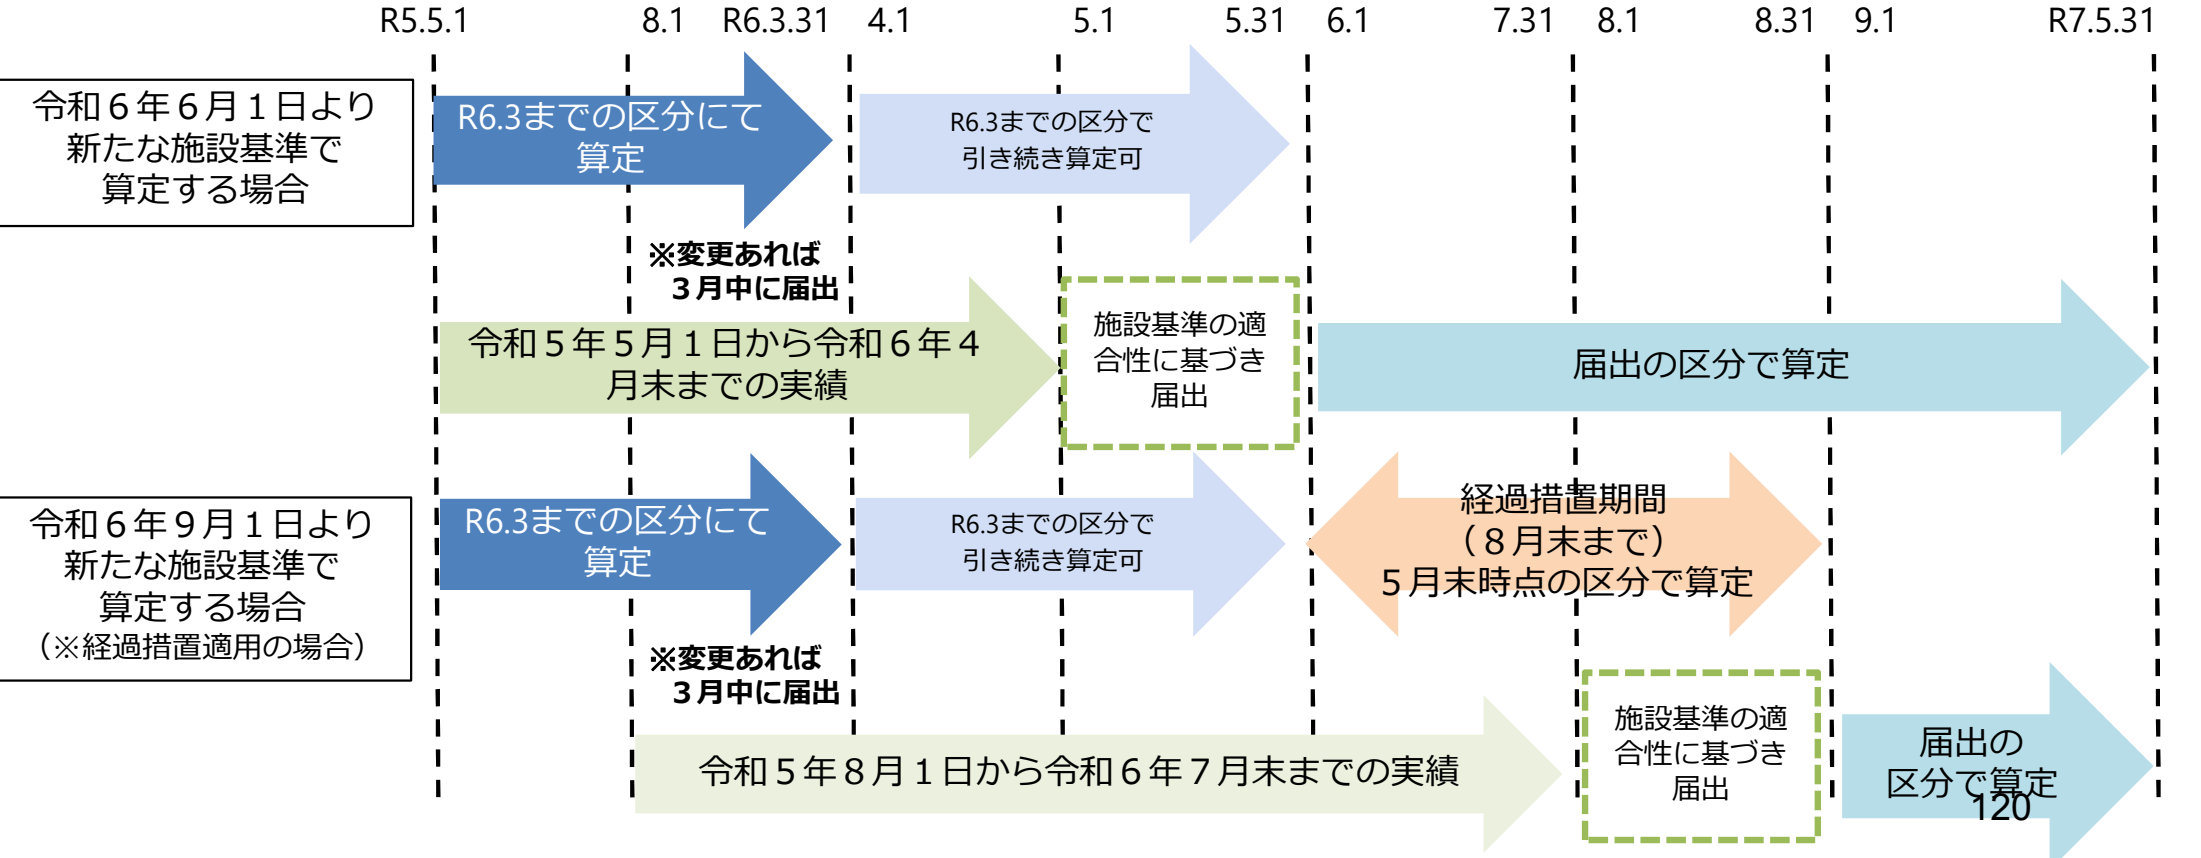 R5.5.1 8.1 R6.3.31 4.1 5.1 5.31 6.1 7.31 8.1 8.31 9.1 R7.5.31
令和６年６月１日より
新たな施設基準で
算定する場合
R6.3までの区分にて
算定
R6.3までの区分で
引き続き算定可
※変更あれば
３月中に届出
令和５年５月１日から令和６年４
月末までの実績
施設基準の適
合性に基づき
届出
届出の区分で算定
令和６年９月１日より
新たな施設基準で
算定する場合
（※経過措置適用の場合）
R6.3までの区分にて
算定
R6.3までの区分で
引き続き算定可
経過措置期間
（８月末まで）
５月末時点の区分で算定
※変更あれば
３月中に届出
令和５年８月１日から令和６年７月末までの実績
施設基準の適
合性に基づき
届出
届出の
区分で算定
120